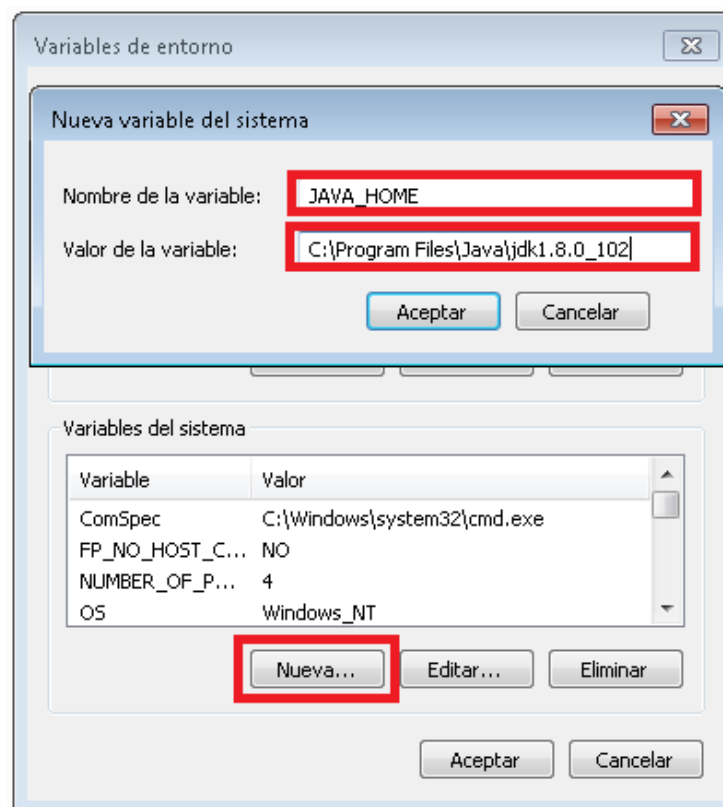 Variables de entorno
Nueva variable del sistema
Nombre de la variable: JAVA_HOME
Valor de la variable: C:\Program Files\Java\jdk1.8.0_102
Aceptar Cancelar
Variables del sistema
Variable Valor
ComSpec C:\Windows\system32\cmd.exe
FP_NO_HOST_C... NO
NUMBER_OF_P... 4
OS Windows_NT
Nueva... Editar... Eliminar
Aceptar Cancelar